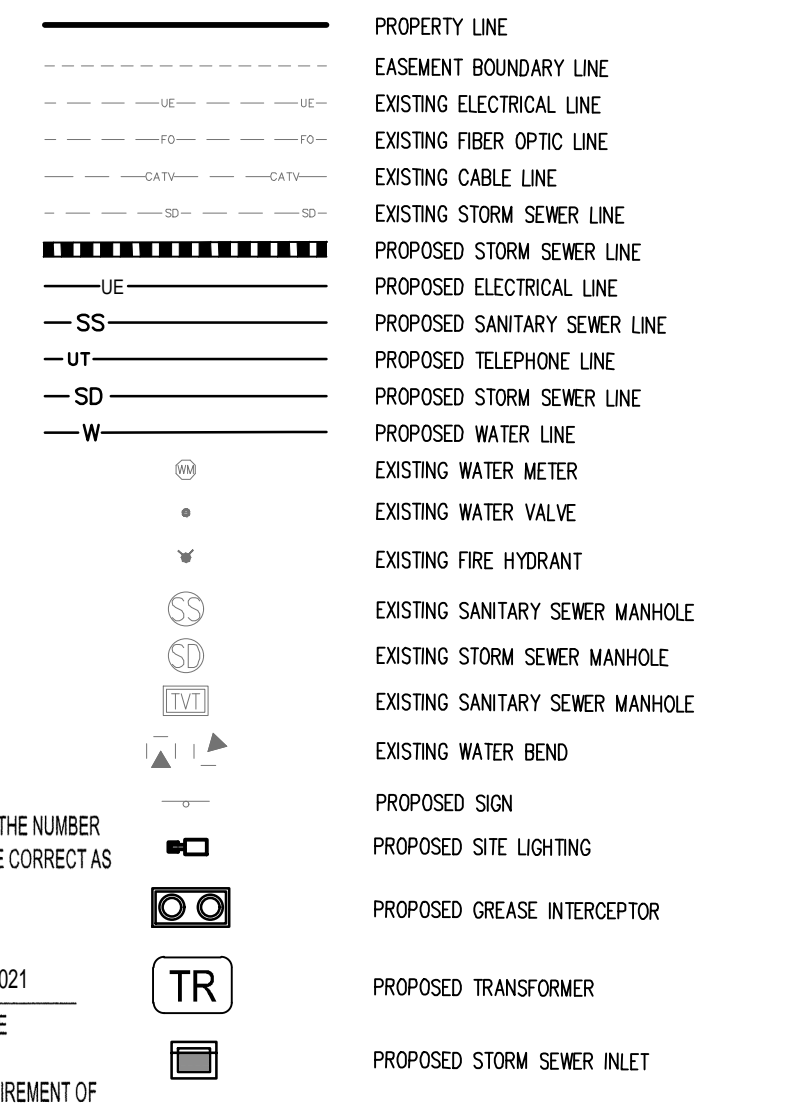 PROPERTY LINE
EASEMENT BOUNDARY LINE
UE UE EXISTING ELECTRICAL LINE
FO FO EXISTING FIBER OPTIC LINE
CATV CATV EXISTING CABLE LINE
SD SD EXISTING STORM SEWER LINE
PROPOSED STORM SEWER LINE
UE PROPOSED ELECTRICAL LINE
SS PROPOSED SANITARY SEWER LINE
UT PROPOSED TELEPHONE LINE
SD PROPOSED STORM SEWER LINE
W PROPOSED WATER LINE
WM EXISTING WATER METER
EXISTING WATER VALVE
EXISTING FIRE HYDRANT
SS EXISTING SANITARY SEWER MANHOLE
SD EXISTING STORM SEWER MANHOLE
TVT EXISTING SANITARY SEWER MANHOLE
EXISTING WATER BEND
PROPOSED SIGN
THE NUMBER
E CORRECT AS
PROPOSED SITE LIGHTING
PROPOSED GREASE INTERCEPTOR
021
TR PROPOSED TRANSFORMER
E
PROPOSED STORM SEWER INLET
IREMENT OF